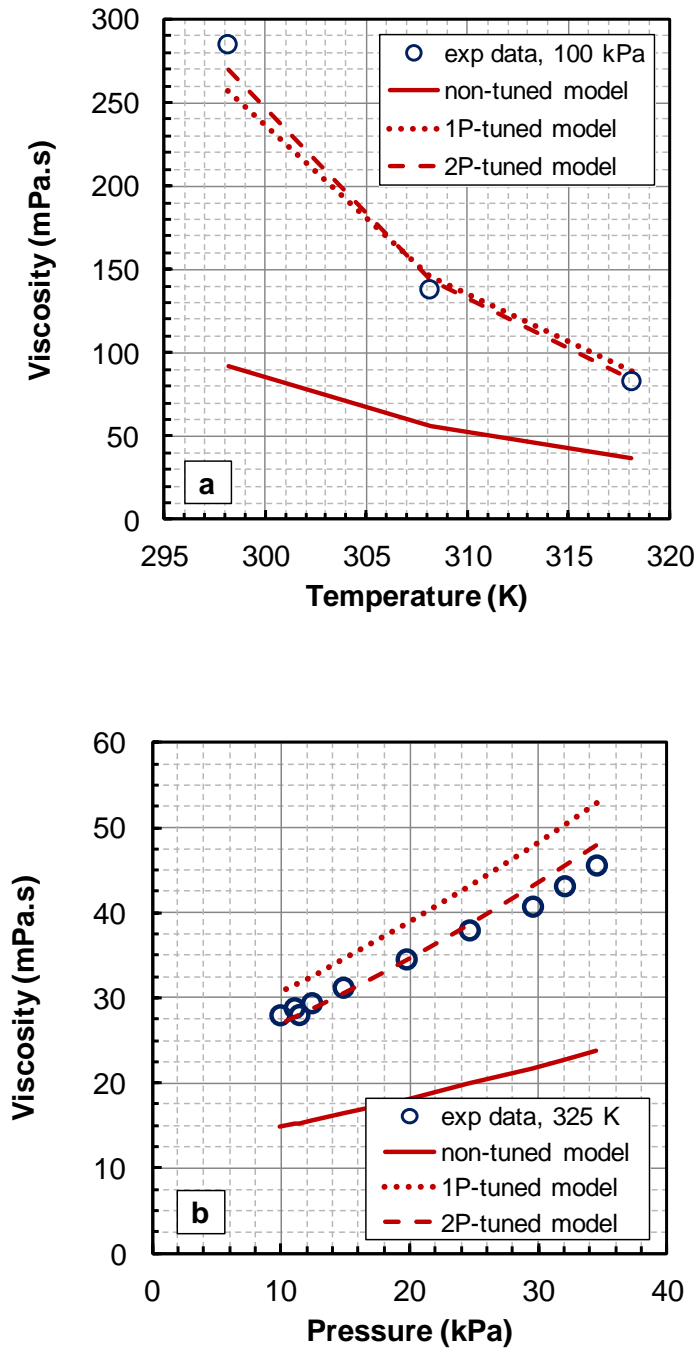 300
250
200
150
100
50
0
Viscosity (mPa.s)
exp data, 100 kPa
non-tuned model
1P-tuned model
2P-tuned model
a
295 300 305 310 315 320
Temperature (K)
60
50
40
30
20
10
0
Viscosity (mPa.s)
exp data, 325 K
non-tuned model
1P-tuned model
2P-tuned model
b
0 10 20 30 40
Pressure (kPa)